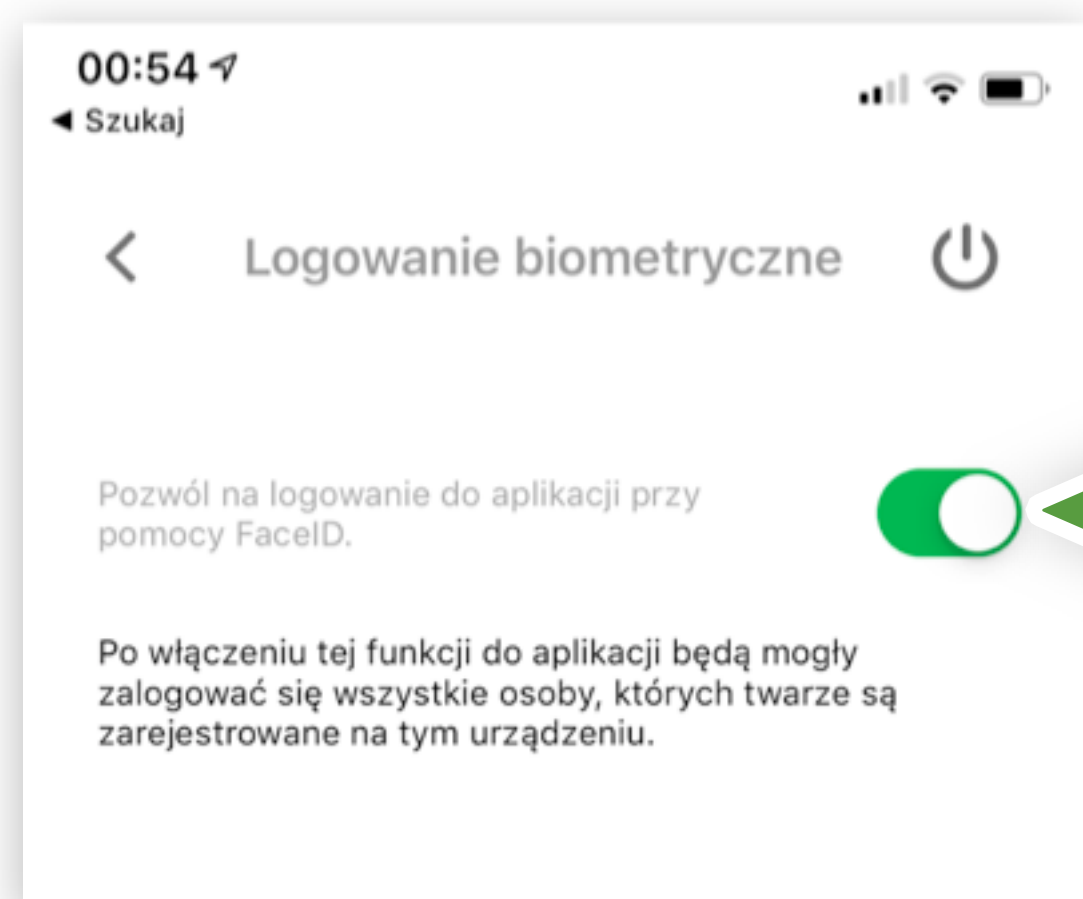 00:54
Szukaj
Logowanie biometryczne
Pozwól na logowanie do aplikacji przy
pomocy FaceID.
Po włączeniu tej funkcji do aplikacji będą mogły
zalogować się wszystkie osoby, których twarze są
zarejestrowane na tym urządzeniu.